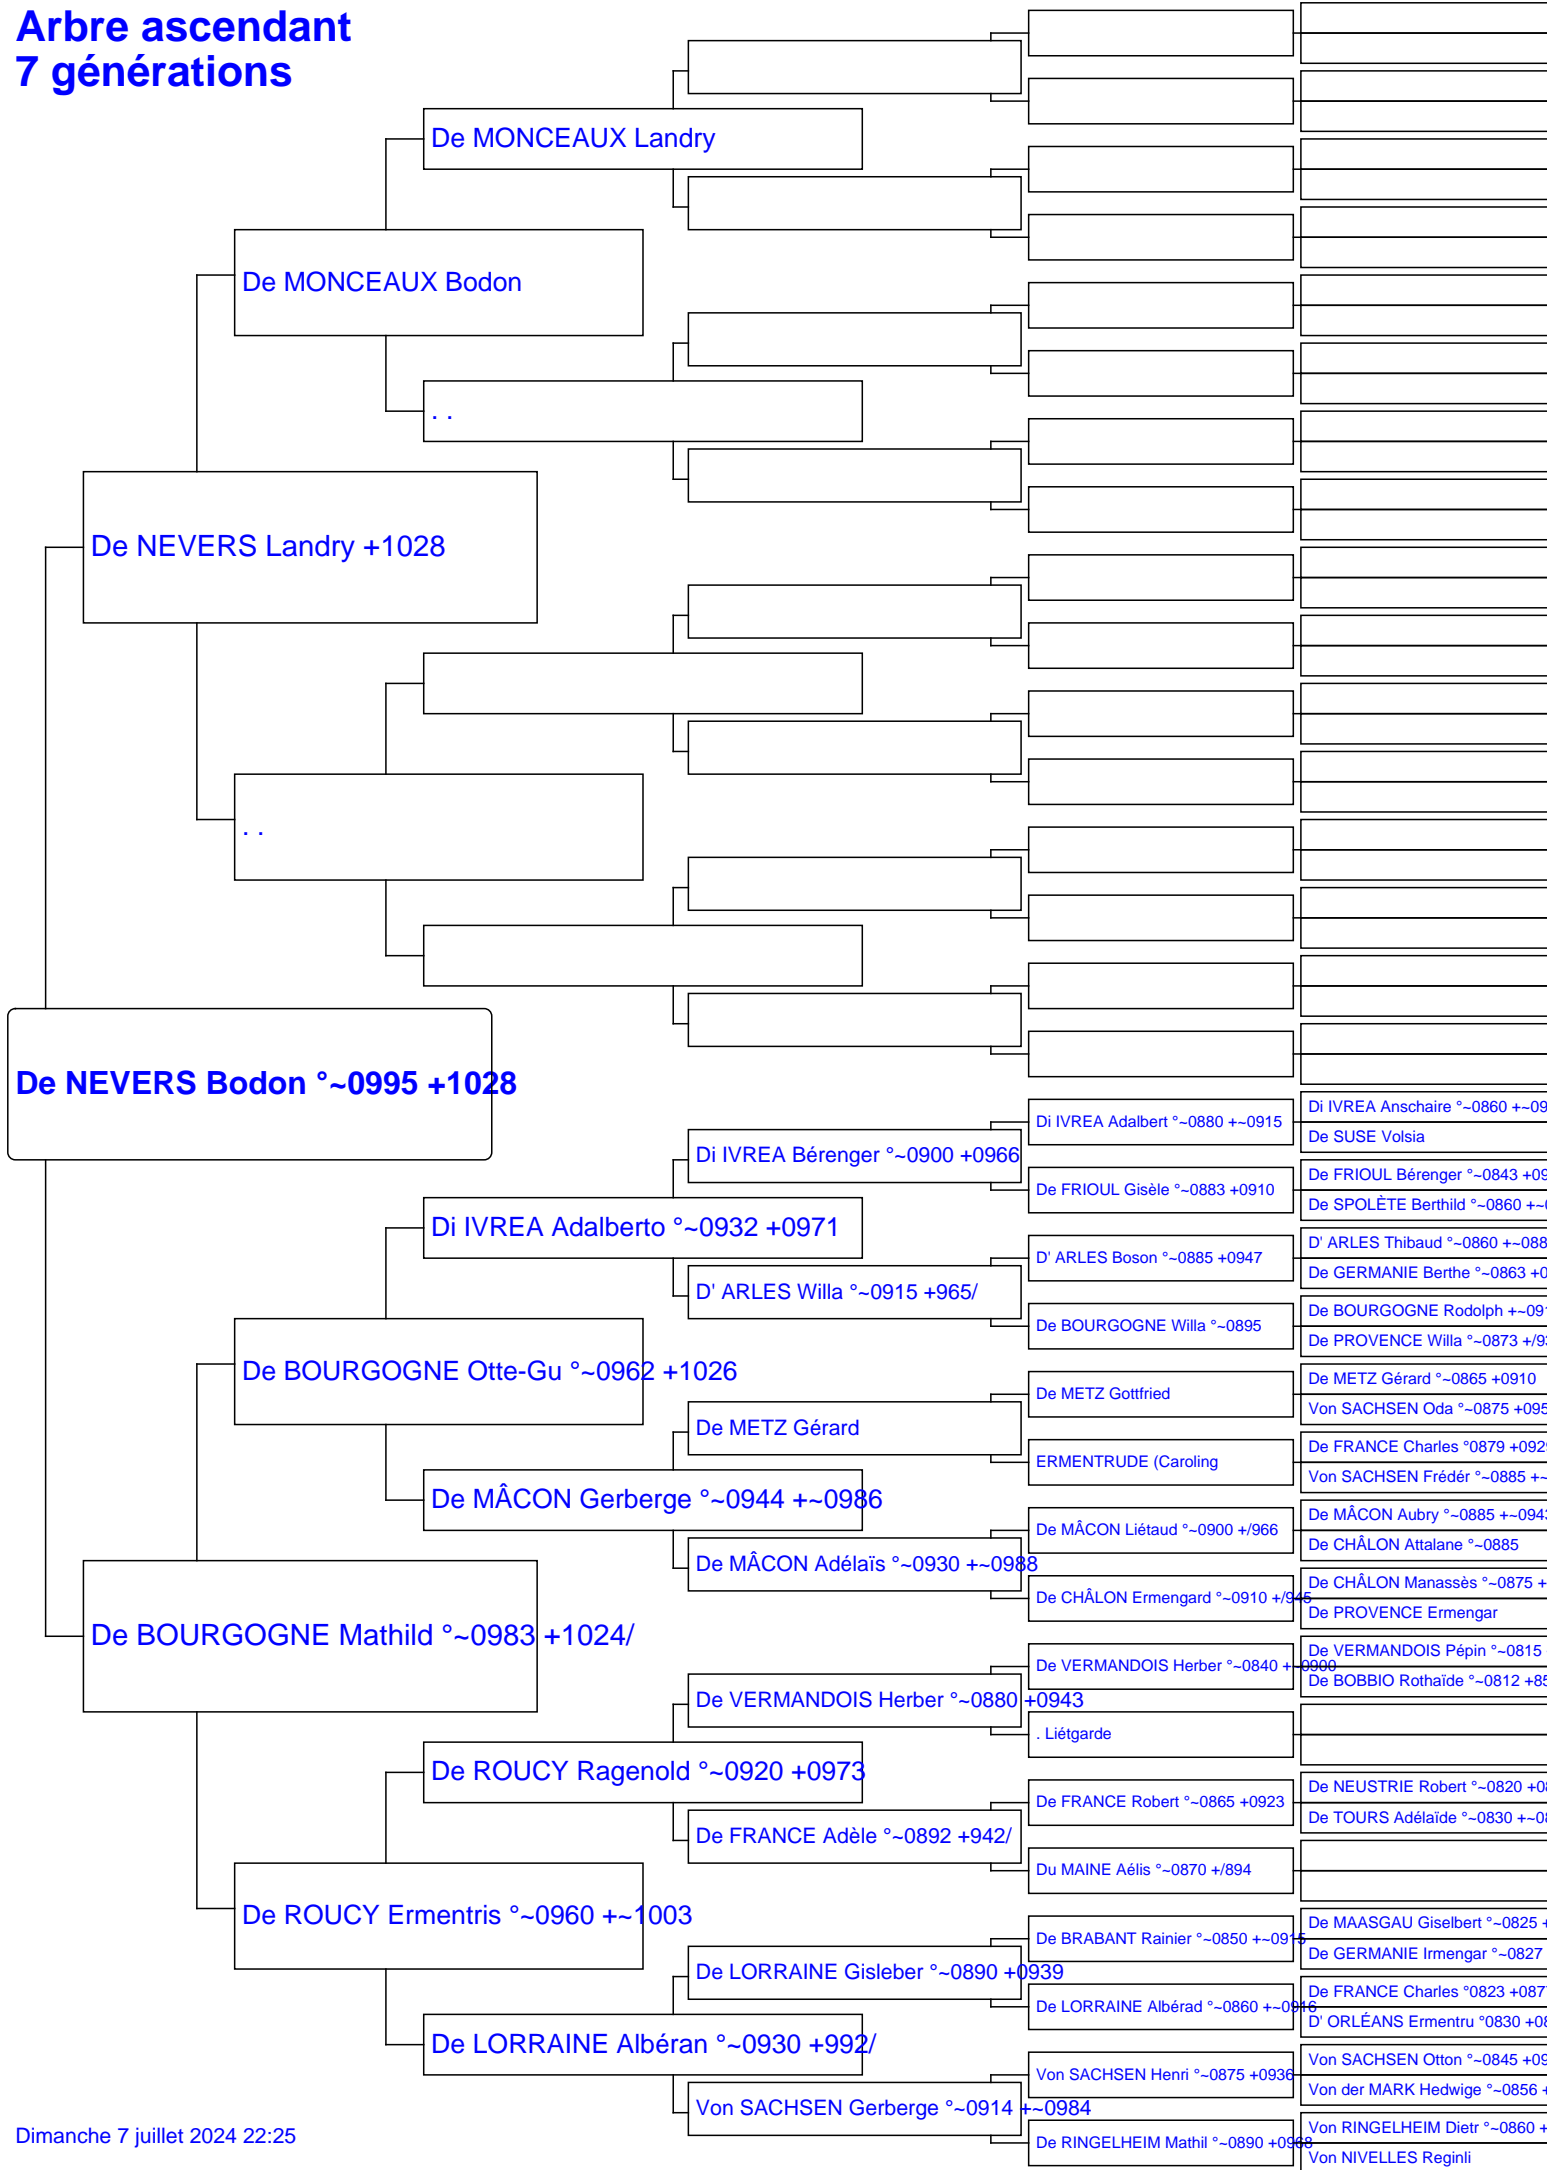 Arbre ascendant
7 générations
De MONCEAUX Landry
De MONCEAUX Bodon
. .
De NEVERS Landry +1028
. .
De NEVERS Bodon °~0995 +1028
Di IVREA Anschaire °~0860 +~09
Di IVREA Adalbert °~0880 +~0915
De SUSE Volsia
Di IVREA Bérenger °~0900 +0966
De FRIOUL Bérenger °~0843 +09
De FRIOUL Gisèle °~0883 +0910
De SPOLÈTE Berthild °~0860 +~0
Di IVREA Adalberto °~0932 +0971
D' ARLES Thibaud °~0860 +~088
D' ARLES Boson °~0885 +0947
De GERMANIE Berthe °~0863 +0
D' ARLES Willa °~0915 +965/
De BOURGOGNE Rodolph +~091
De BOURGOGNE Willa °~0895
De PROVENCE Willa °~0873 +/93
De BOURGOGNE Otte-Gu °~0962 +1026
De METZ Gérard °~0865 +0910
De METZ Gottfried
Von SACHSEN Oda °~0875 +095
De METZ Gérard
De FRANCE Charles °0879 +0929
ERMENTRUDE (Caroling
Von SACHSEN Frédér °~0885 +~
De MÂCON Gerberge °~0944 +~0986
De MÂCON Aubry °~0885 +~0943
De MÂCON Liétaud °~0900 +/966
De CHÂLON Attalane °~0885
De MÂCON Adélaïs °~0930 +~0988
De CHÂLON Manassès °~0875 +
De CHÂLON Ermengard °~0910 +/945
De PROVENCE Ermengar
De BOURGOGNE Mathild °~0983 +1024/
De VERMANDOIS Pépin °~0815
De VERMANDOIS Herber °~0840 +~0900
De BOBBIO Rothaïde °~0812 +85
De VERMANDOIS Herber °~0880 +0943
. Liétgarde
De ROUCY Ragenold °~0920 +0973
De NEUSTRIE Robert °~0820 +08
De FRANCE Robert °~0865 +0923
De TOURS Adélaïde °~0830 +~08
De FRANCE Adèle °~0892 +942/
Du MAINE Aélis °~0870 +/894
De ROUCY Ermentris °~0960 +~1003
De MAASGAU Giselbert °~0825 +
De BRABANT Rainier °~0850 +~0915
De GERMANIE Irmengar °~0827
De LORRAINE Gisleber °~0890 +0939
De FRANCE Charles °0823 +0877
De LORRAINE Albérad °~0860 +~0916
D' ORLÉANS Ermentru °0830 +08
De LORRAINE Albéran °~0930 +992/
Von SACHSEN Otton °~0845 +09
Von SACHSEN Henri °~0875 +0936
Von der MARK Hedwige °~0856 +
Von SACHSEN Gerberge °~0914 +~0984
Von RINGELHEIM Dietr °~0860 +
De RINGELHEIM Mathil °~0890 +0968
Von NIVELLES Reginli
Dimanche 7 juillet 2024 22:25